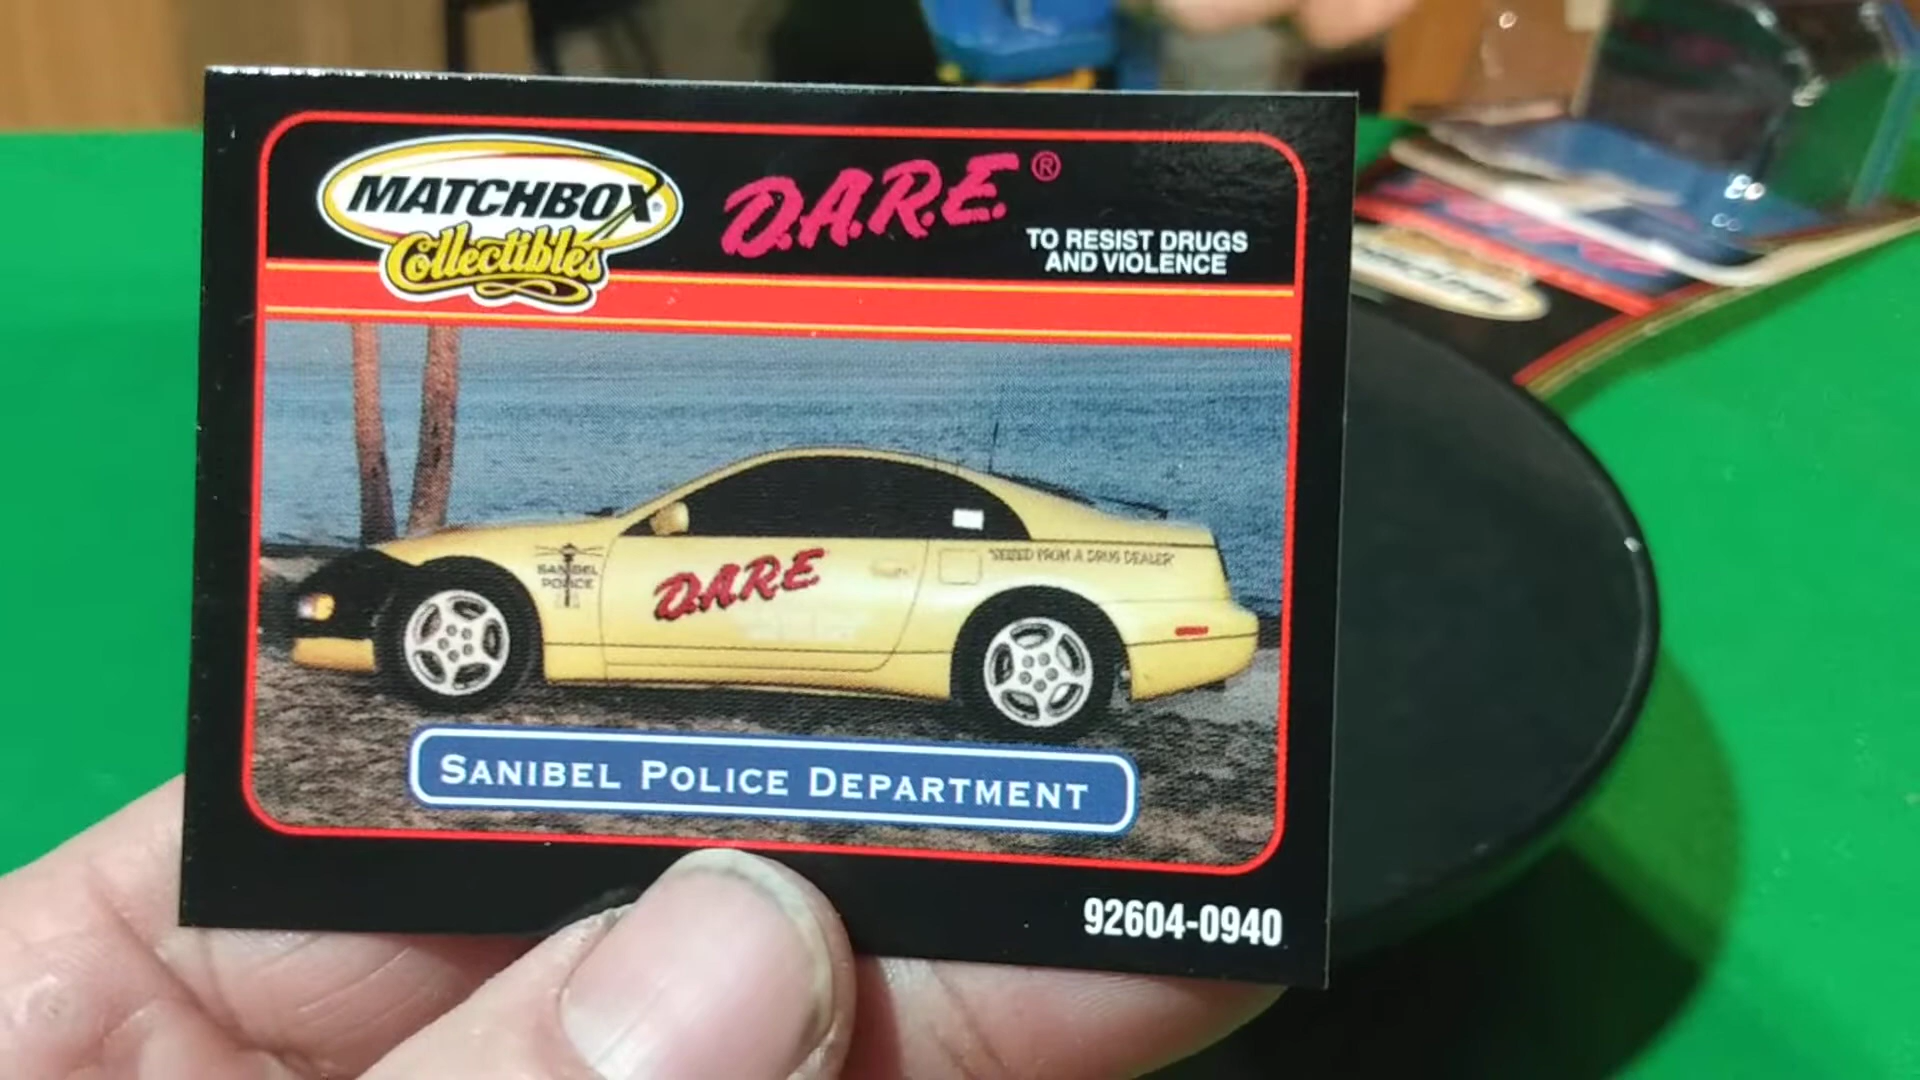 MATCHBOX
Collectibles
D.A.R.E.®
TO RESIST DRUGS
AND VIOLENCE
SANIBEL
POLICE
D.A.R.E.
"SEIZED FROM A DRUG DEALER"
SANIBEL POLICE DEPARTMENT
92604-0940